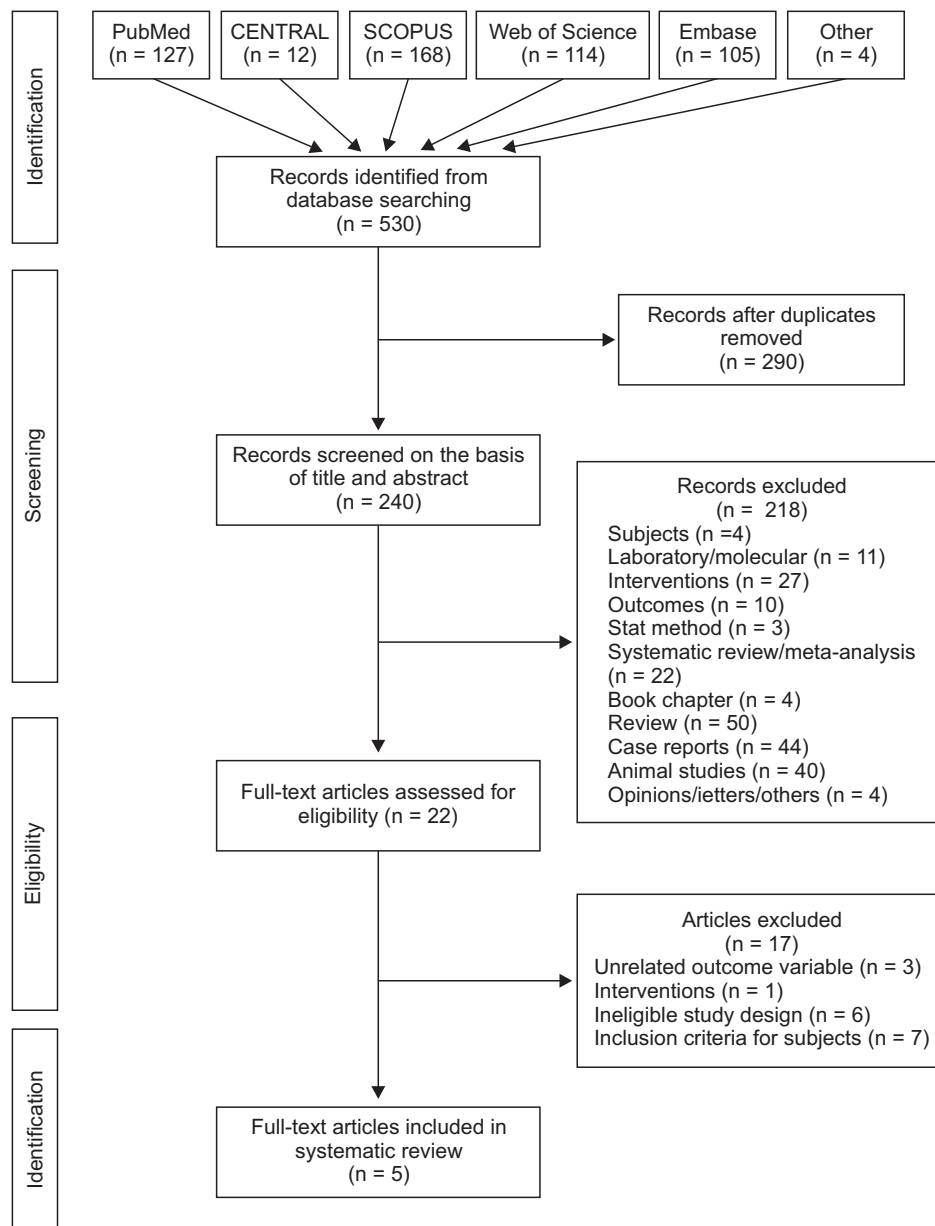 PubMed
(n = 127)
CENTRAL
(n = 12)
SCOPUS
(n = 168)
Web of Science
(n = 114)
Embase
(n = 105)
Other
(n = 4)
Identification
Records identified from
database searching
(n = 530)
Screening
Records after duplicates
removed
(n = 290)
Records screened on the basis
of title and abstract
(n = 240)
Records excluded
(n = 218)
Subjects (n =4)
Laboratory/molecular (n = 11)
Interventions (n = 27)
Outcomes (n = 10)
Stat method (n = 3)
Systematic review/meta-analysis
(n = 22)
Book chapter (n = 4)
Review (n = 50)
Case reports (n = 44)
Animal studies (n = 40)
Opinions/ietters/others (n = 4)
Eligibility
Full-text articles assessed for
eligibility (n = 22)
Articles excluded
(n = 17)
Unrelated outcome variable (n = 3)
Interventions (n = 1)
Ineligible study design (n = 6)
Inclusion criteria for subjects (n = 7)
Identification
Full-text articles included in
systematic review
(n = 5)